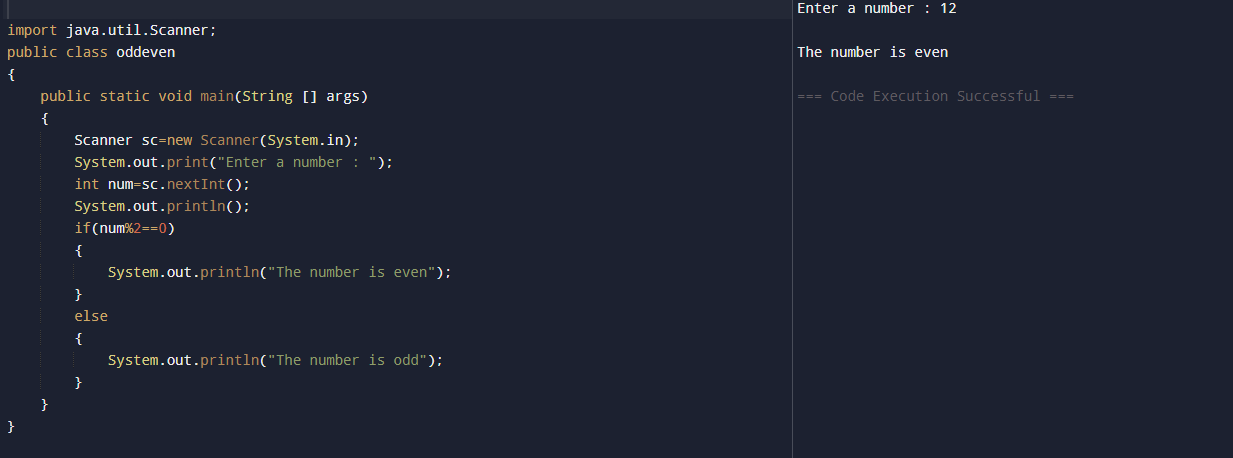 import java.util.Scanner;
public class oddeven
{
    public static void main(String [] args)
    {
        Scanner sc=new Scanner(System.in);
        System.out.print("Enter a number : ");
        int num=sc.nextInt();
        System.out.println();
        if(num%2==0)
        {
            System.out.println("The number is even");
        }
        else
        {
            System.out.println("The number is odd");
        }
    }
}
Enter a number : 12
The number is even
=== Code Execution Successful ===